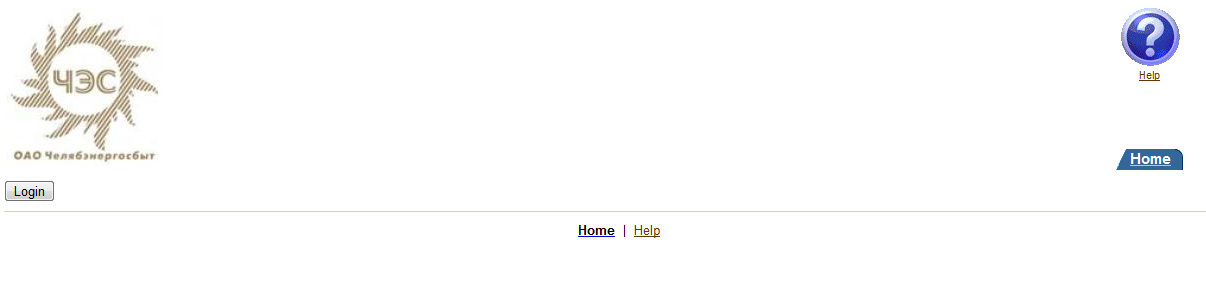 ЧЭС
ОАО Челябэнергосбыт
?
Help
Home
Login
Home | Help